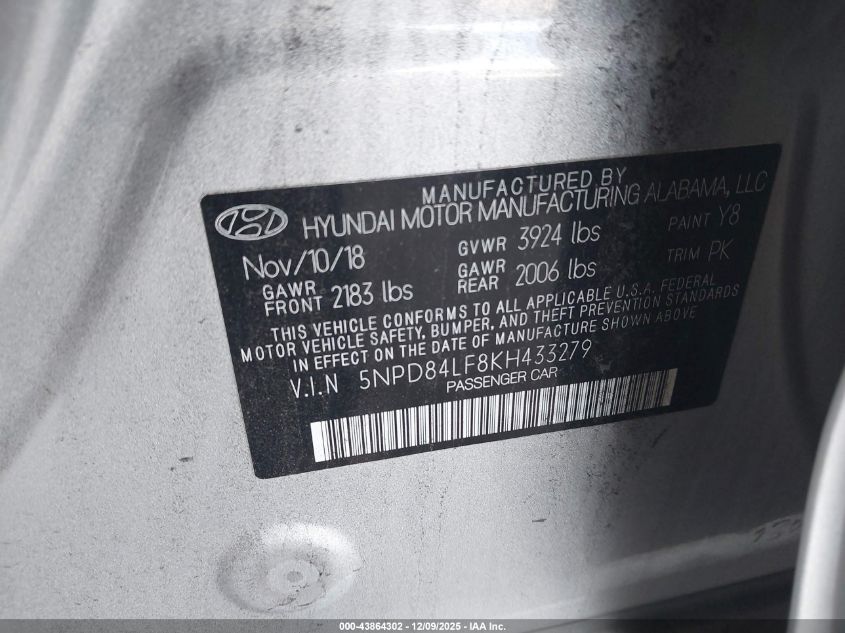 MANUFACTURED BY
HYUNDAI MOTOR MANUFACTURING ALABAMA, LLC
Nov/10/18 GVWR 3924 lbs PAINT Y8
GAWR FRONT 2183 lbs GAWR REAR 2006 lbs TRIM PK
THIS VEHICLE CONFORMS TO ALL APPLICABLE U.S.A. FEDERAL
MOTOR VEHICLE SAFETY, BUMPER, AND THEFT PREVENTION STANDARDS
IN EFFECT ON THE DATE OF MANUFACTURE SHOWN ABOVE
V.I.N 5NPD84LF8KH433279
PASSENGER CAR
000-43864302 - 12/09/2025 - IAA Inc.